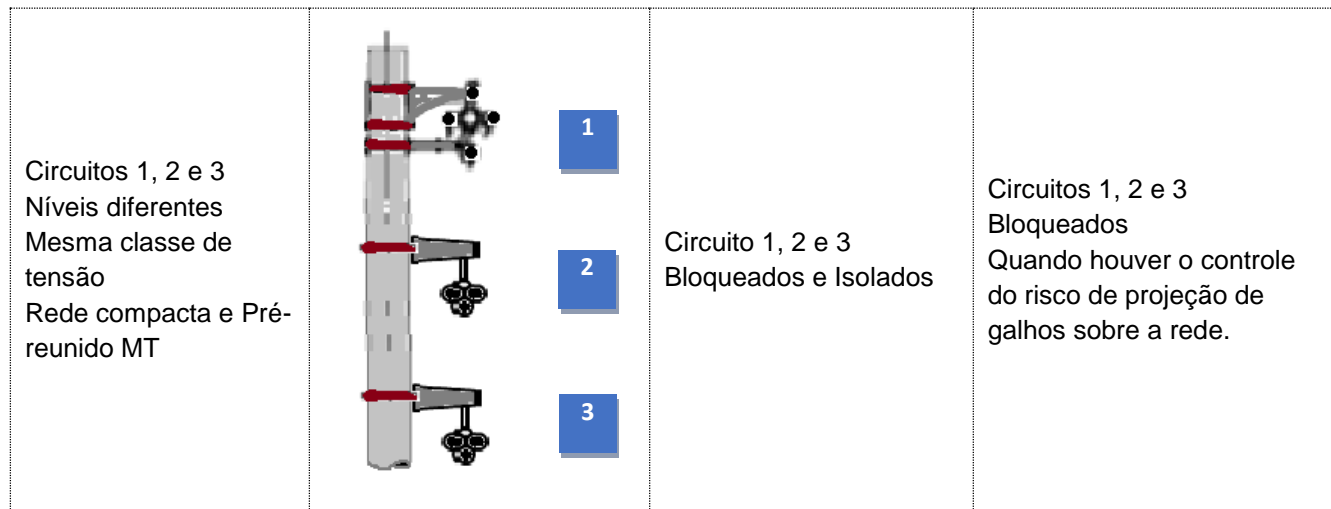 Circuitos 1, 2 e 3
Níveis diferentes
Mesma classe de
tensão
Rede compacta e Pré-
reunido MT
1
2
3
Circuito 1, 2 e 3
Bloqueados e Isolados
Circuitos 1, 2 e 3
Bloqueados
Quando houver o controle
do risco de projeção de
galhos sobre a rede.